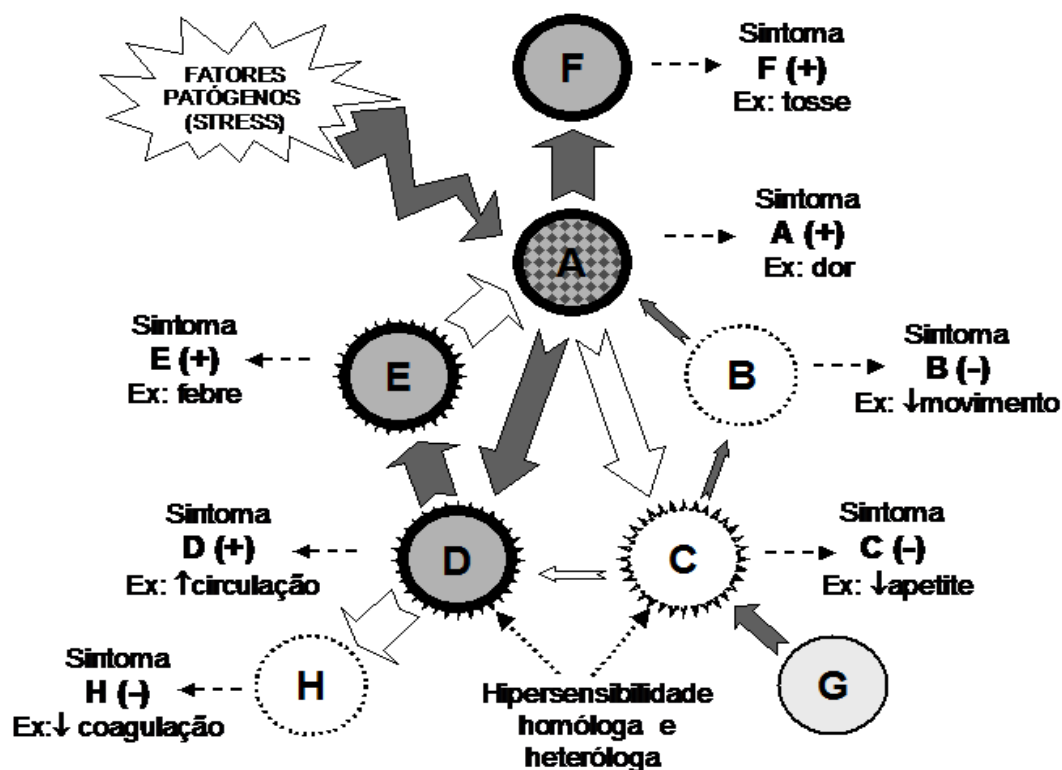 FATORES
PATÓGENOS
(STRESS)
F
Sintoma
F (+)
Ex: tosse
A
Sintoma
A (+)
Ex: dor
Sintoma
E (+)
Ex: febre
E
B
Sintoma
B (-)
Ex: ↓movimento
Sintoma
D (+)
Ex: ↑circulação
D
C
Sintoma
C (-)
Ex: ↓apetite
Sintoma
H (-)
Ex:↓ coagulação
H
Hipersensibilidade
homóloga e
heteróloga
G